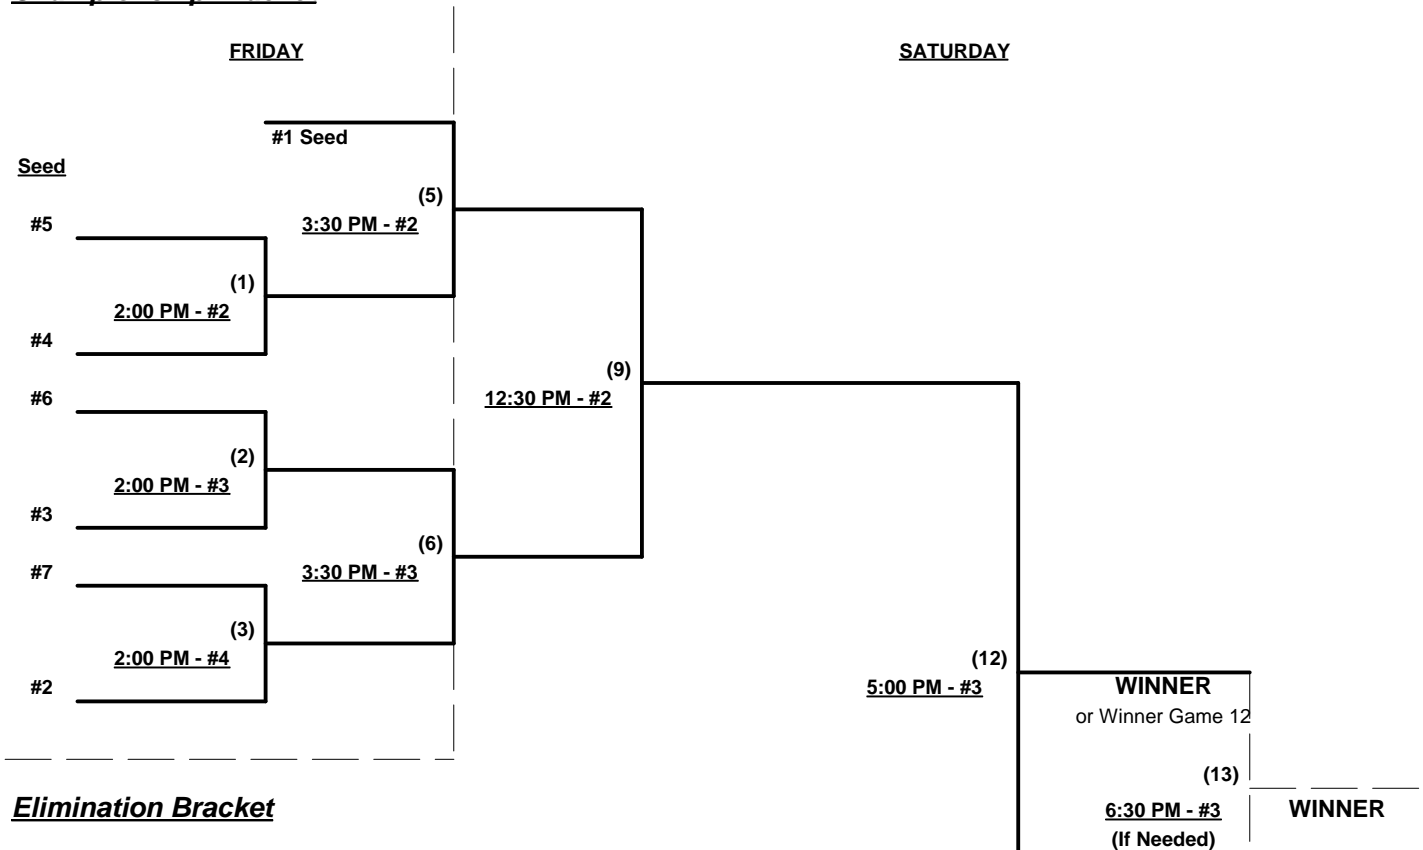 FRIDAY
SATURDAY
#1 Seed
Seed
(5)
#5
3:30 PM - #2
(1)
2:00 PM - #2
#4
(9)
#6
12:30 PM - #2
(2)
2:00 PM - #3
#3
(6)
#7
3:30 PM - #3
(3)
2:00 PM - #4
(12)
#2
5:00 PM - #3
WINNER
or Winner Game 12
(13)
Elimination Bracket
6:30 PM - #3
WINNER
(If Needed)